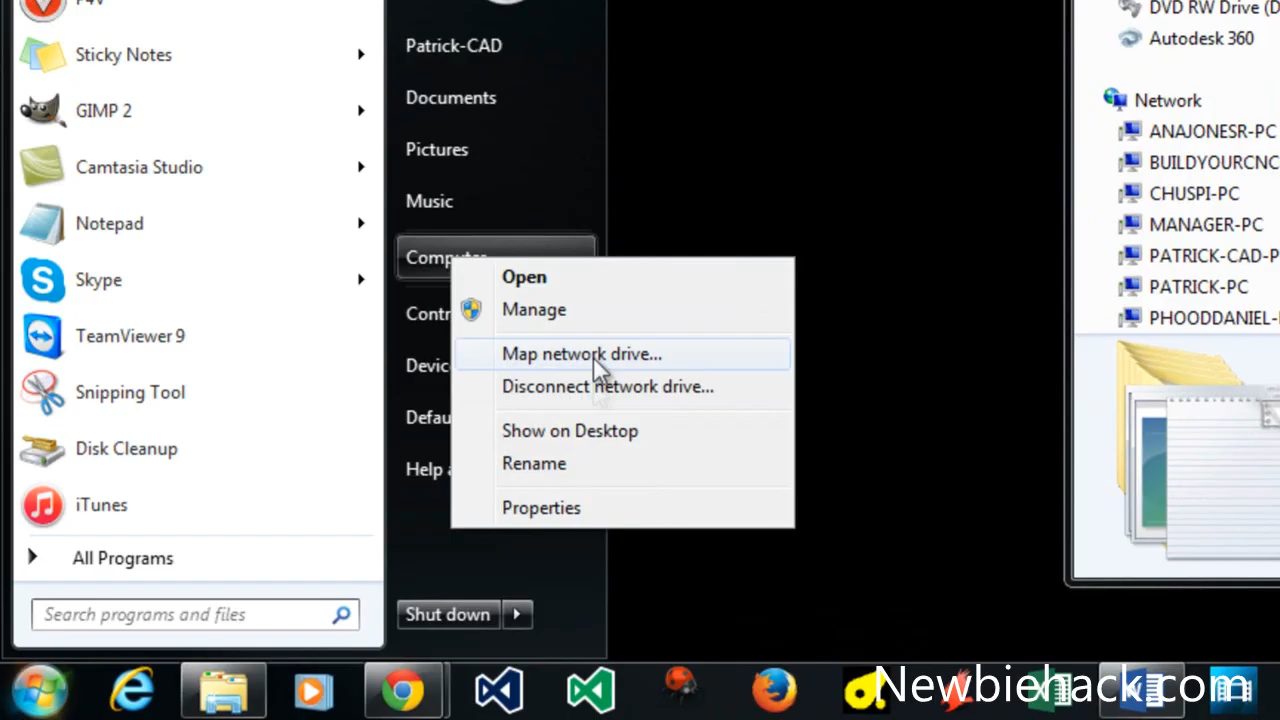 P4V
Sticky Notes
GIMP 2
Camtasia Studio
Notepad
Skype
TeamViewer 9
Snipping Tool
Disk Cleanup
iTunes
All Programs
Search programs and files
Patrick-CAD
Documents
Pictures
Music
Comp
Contr
Devic
Defau
Help a
Shut down
Open
Manage
Map network drive...
Disconnect network drive...
Show on Desktop
Rename
Properties
DVD RW Drive (D
Autodesk 360
Network
ANAJONESR-PC
BUILDYOURCNC-
CHUSPI-PC
MANAGER-PC
PATRICK-CAD-P
PATRICK-PC
PHOODDANIEL-
Newbiehack.com